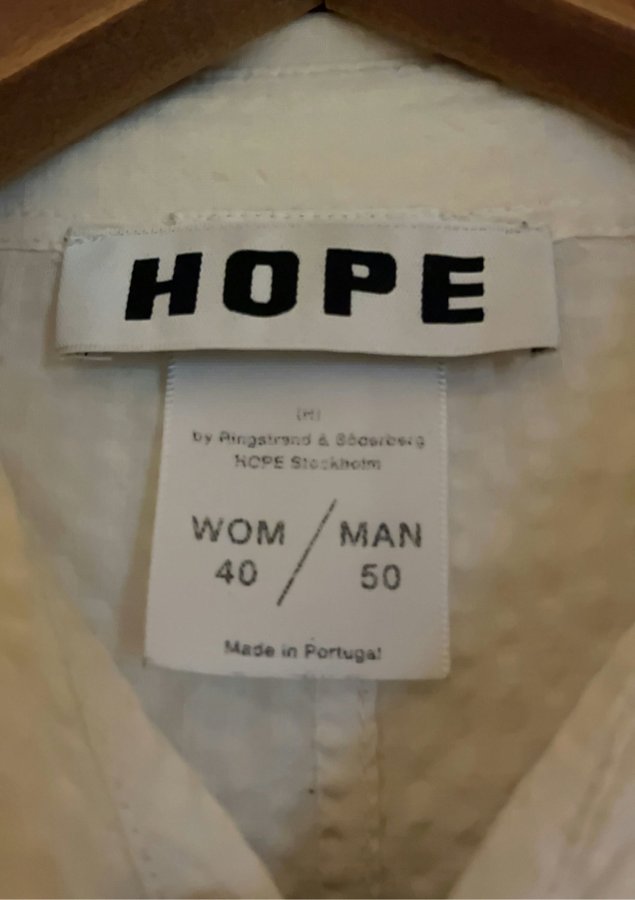 HOPE
(H)
by Ringstrand & Söderberg
HOPE Stockholm
WOM / MAN
40 / 50
Made in Portugal